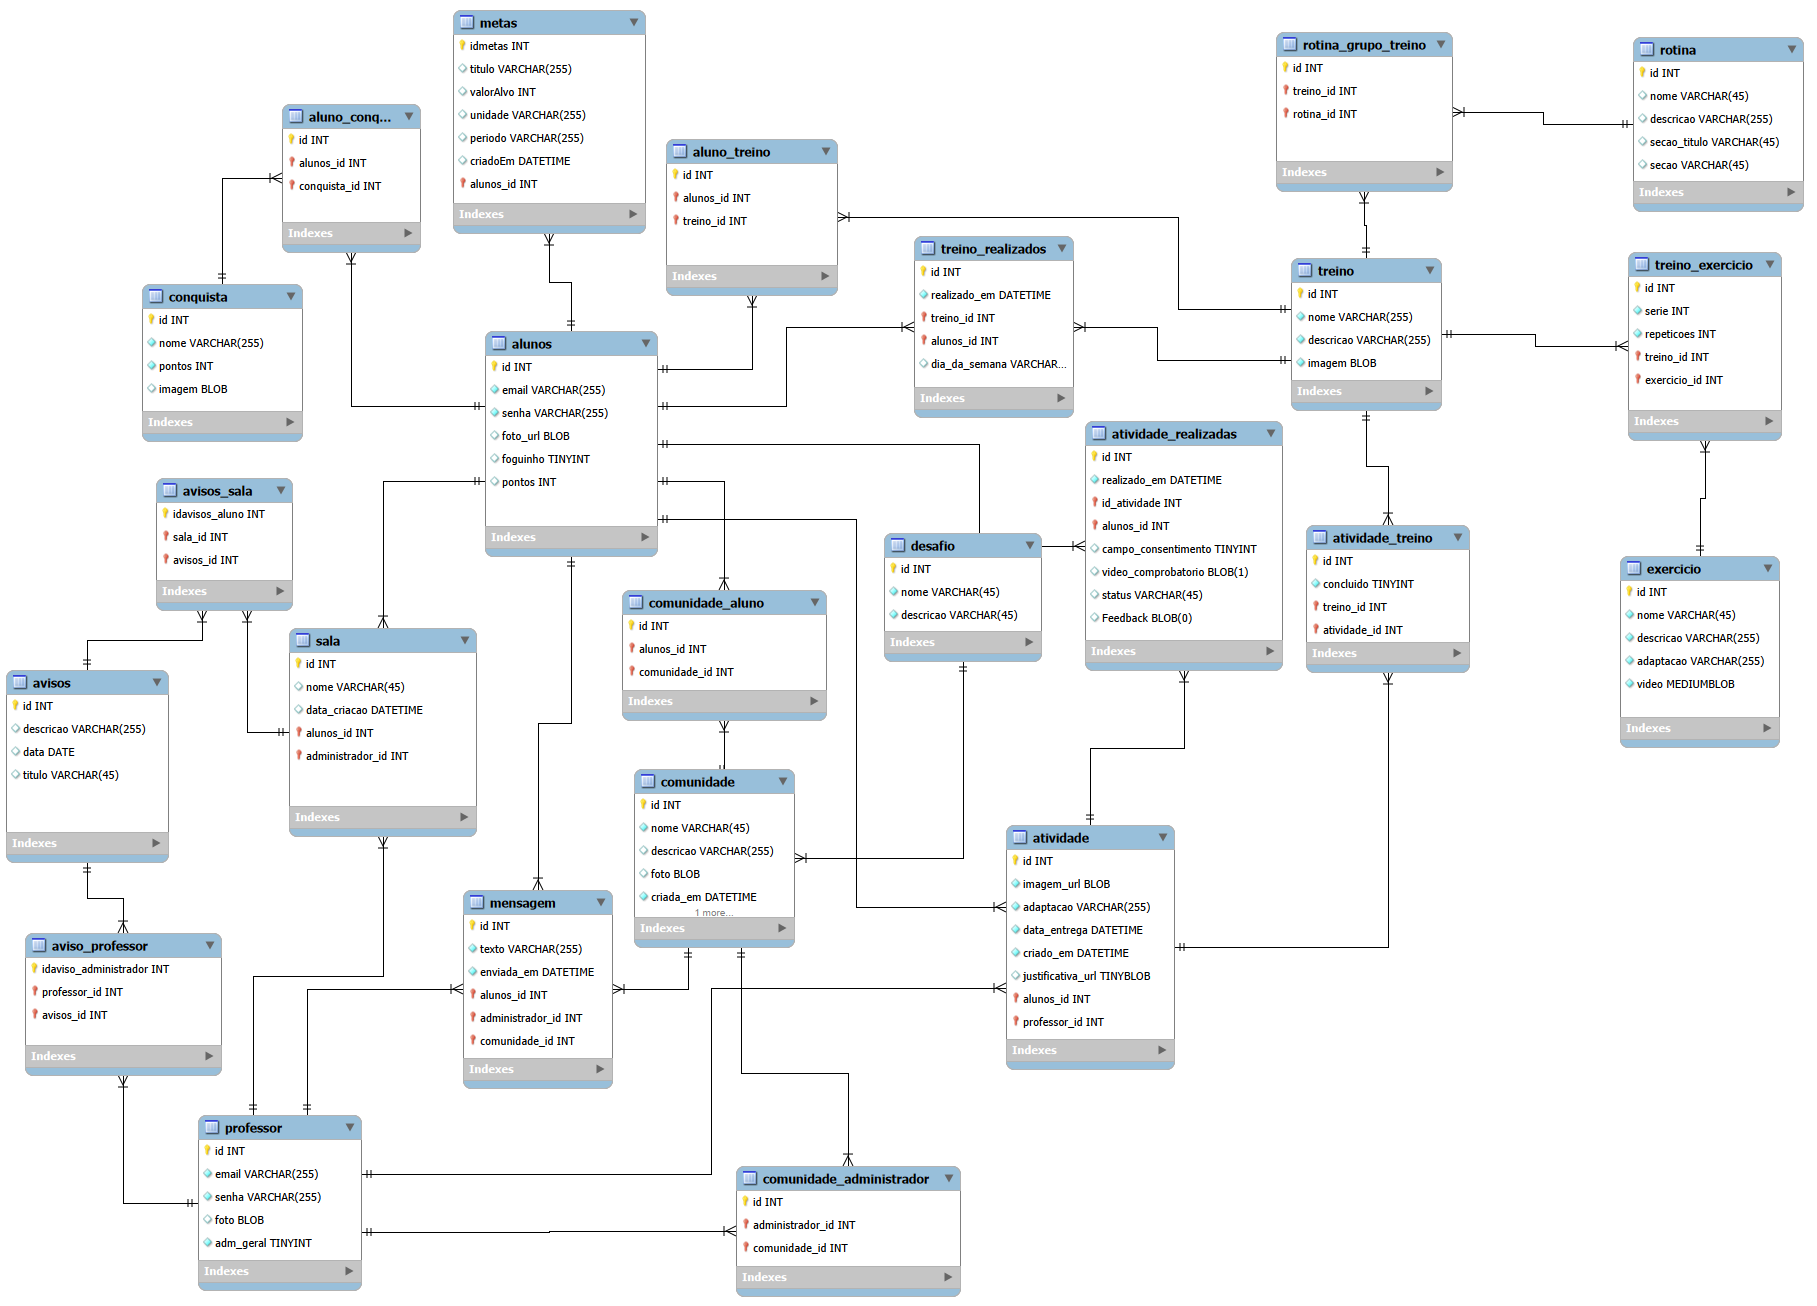 metas
idmetas INT
titulo VARCHAR(255)
valorAlvo INT
unidade VARCHAR(255)
periodo VARCHAR(255)
criadoEm DATETIME
alunos_id INT
Indexes
rotina_grupo_treino
id INT
treino_id INT
rotina_id INT
Indexes
rotina
id INT
nome VARCHAR(45)
descricao VARCHAR(255)
secao_titulo VARCHAR(45)
secao VARCHAR(45)
Indexes
aluno_conq...
id INT
alunos_id INT
conquista_id INT
Indexes
aluno_treino
id INT
alunos_id INT
treino_id INT
Indexes
treino_realizados
id INT
realizado_em DATETIME
treino_id INT
alunos_id INT
dia_da_semana VARCHAR...
Indexes
treino
id INT
nome VARCHAR(255)
descricao VARCHAR(255)
imagem BLOB
Indexes
treino_exercicio
id INT
serie INT
repeticoes INT
treino_id INT
exercicio_id INT
Indexes
conquista
id INT
nome VARCHAR(255)
pontos INT
imagem BLOB
Indexes
alunos
id INT
email VARCHAR(255)
senha VARCHAR(255)
foto_url BLOB
foguinho TINYINT
pontos INT
Indexes
atividade_realizadas
id INT
realizado_em DATETIME
id_atividade INT
alunos_id INT
campo_consentimento TINYINT
video_comprobatorio BLOB(1)
status VARCHAR(45)
Feedback BLOB(0)
Indexes
avisos_sala
idavisos_aluno INT
sala_id INT
avisos_id INT
Indexes
desafio
id INT
nome VARCHAR(45)
descricao VARCHAR(45)
Indexes
atividade_treino
id INT
concluido TINYINT
treino_id INT
atividade_id INT
Indexes
exercicio
id INT
nome VARCHAR(45)
descricao VARCHAR(255)
adaptacao VARCHAR(255)
video MEDIUMBLOB
Indexes
comunidade_aluno
id INT
alunos_id INT
comunidade_id INT
Indexes
sala
id INT
nome VARCHAR(45)
data_criacao DATETIME
alunos_id INT
administrador_id INT
Indexes
avisos
id INT
descricao VARCHAR(255)
data DATE
titulo VARCHAR(45)
Indexes
comunidade
id INT
nome VARCHAR(45)
descricao VARCHAR(255)
foto BLOB
criada_em DATETIME
1 more...
Indexes
atividade
id INT
imagem_url BLOB
adaptacao VARCHAR(255)
data_entrega DATETIME
criado_em DATETIME
justificativa_url TINYBLOB
alunos_id INT
professor_id INT
Indexes
mensagem
id INT
texto VARCHAR(255)
enviada_em DATETIME
alunos_id INT
administrador_id INT
comunidade_id INT
Indexes
aviso_professor
idaviso_administrador INT
professor_id INT
avisos_id INT
Indexes
professor
id INT
email VARCHAR(255)
senha VARCHAR(255)
foto BLOB
adm_geral TINYINT
Indexes
comunidade_administrador
id INT
administrador_id INT
comunidade_id INT
Indexes